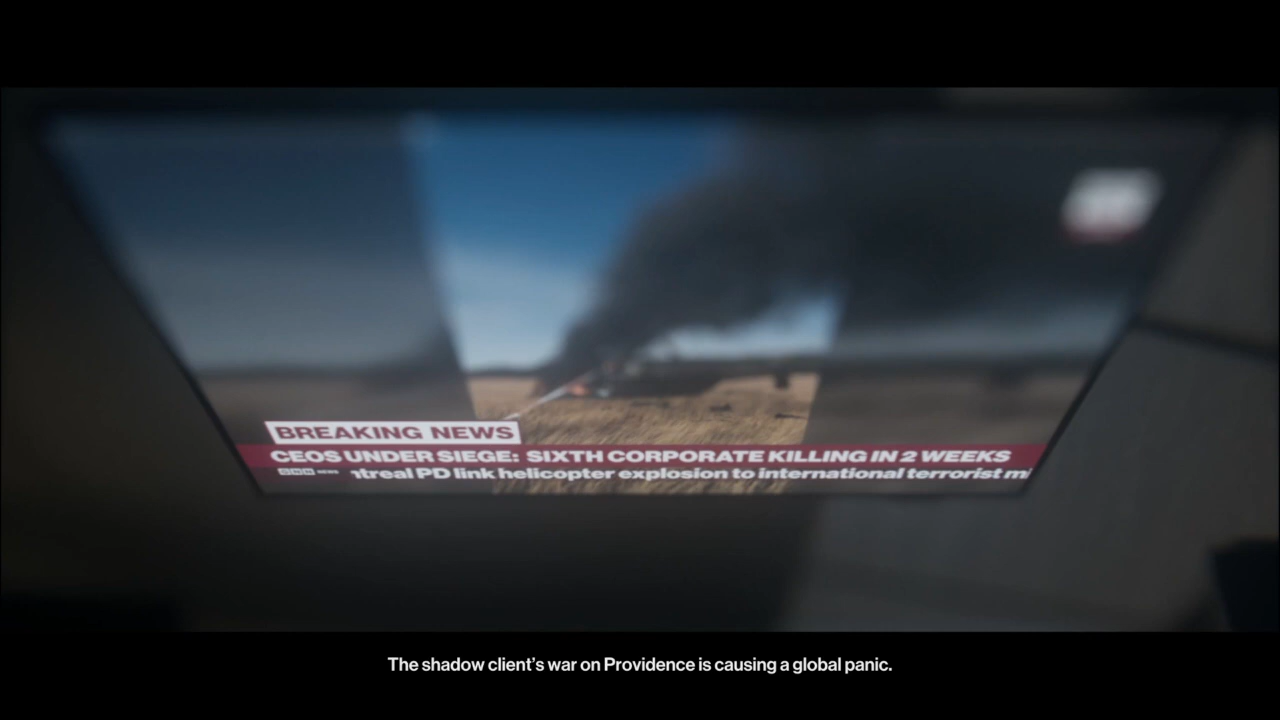 BREAKING NEWS
CEOS UNDER SIEGE: SIXTH CORPORATE KILLING IN 2 WEEKS
NEWS ntreal PD link helicopter explosion to international terrorist m
The shadow client's war on Providence is causing a global panic.